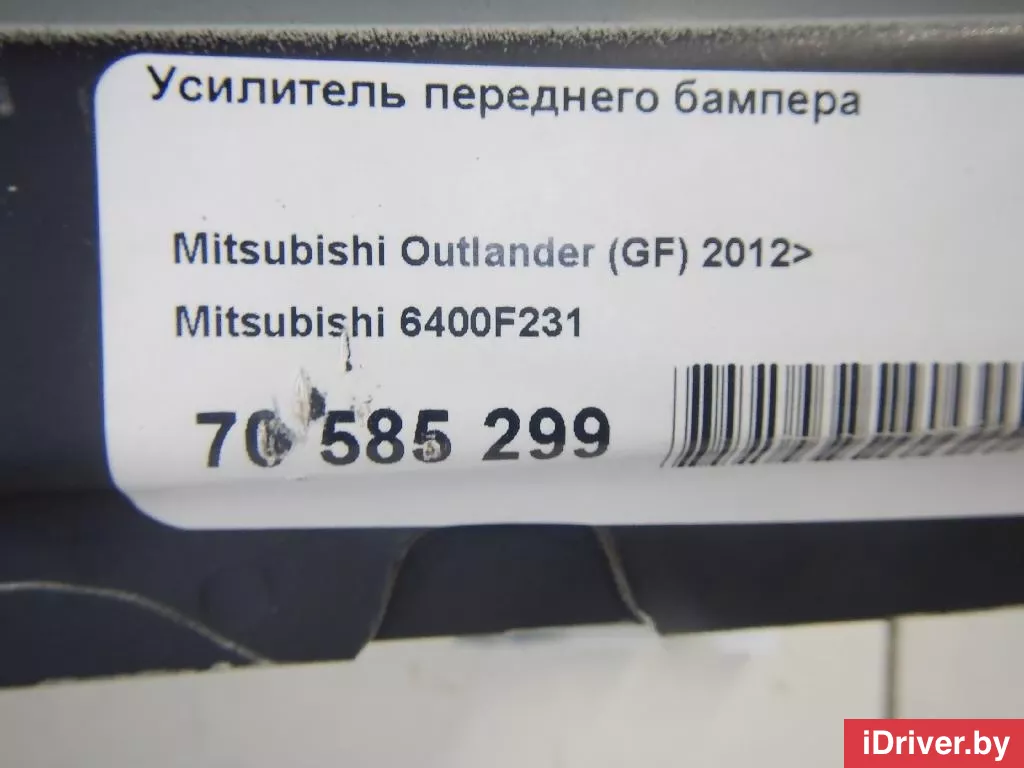 Усилитель переднего бампера
Mitsubishi Outlander (GF) 2012>
Mitsubishi 6400F231
70 585 299
iDriver.by